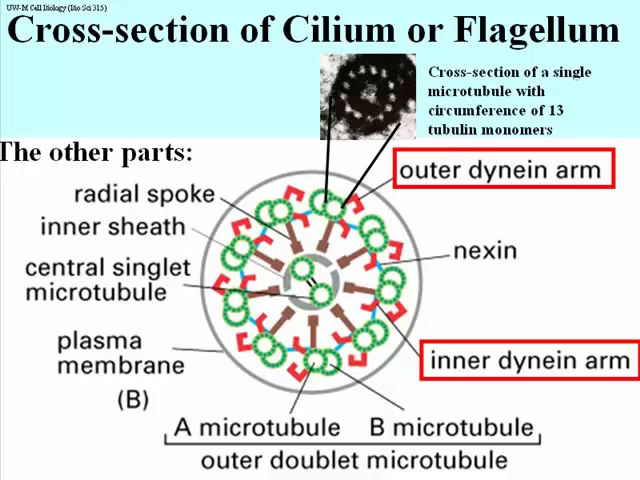 UW-M Cell Biology (Bio Sci 315)
Cross-section of Cilium or Flagellum
Cross-section of a single
microtubule with
circumference of 13
tubulin monomers
The other parts:
outer dynein arm
radial spoke
inner sheath
nexin
central singlet
microtubule
plasma
membrane
inner dynein arm
(B)
A microtubule B microtubule
outer doublet microtubule